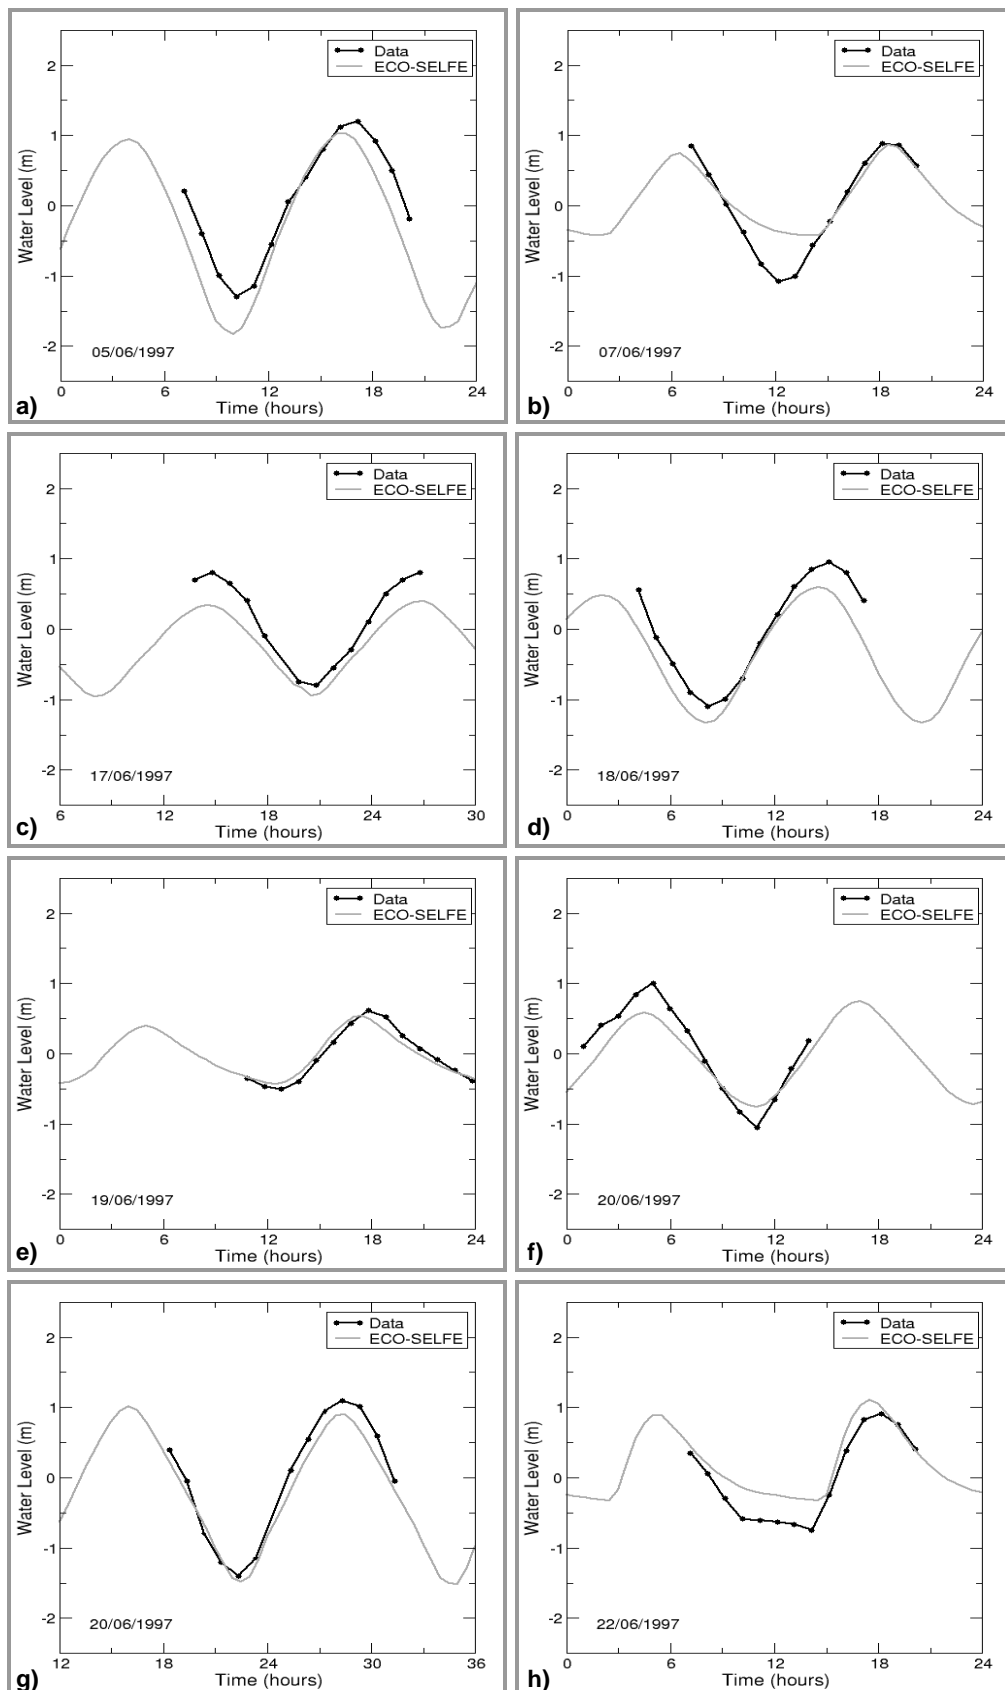 Data
ECO-SELFE
2
1
0
-1
-2
Water Level (m)
05/06/1997
0 6 12 18 24
Time (hours)
a)
Data
ECO-SELFE
2
1
0
-1
-2
Water Level (m)
07/06/1997
0 6 12 18 24
Time (hours)
b)
Data
ECO-SELFE
2
1
0
-1
-2
Water Level (m)
17/06/1997
6 12 18 24 30
Time (hours)
c)
Data
ECO-SELFE
2
1
0
-1
-2
Water Level (m)
18/06/1997
0 6 12 18 24
Time (hours)
d)
Data
ECO-SELFE
2
1
0
-1
-2
Water Level (m)
19/06/1997
0 6 12 18 24
Time (hours)
e)
Data
ECO-SELFE
2
1
0
-1
-2
Water Level (m)
20/06/1997
0 6 12 18 24
Time (hours)
f)
Data
ECO-SELFE
2
1
0
-1
-2
Water Level (m)
20/06/1997
12 18 24 30 36
Time (hours)
g)
Data
ECO-SELFE
2
1
0
-1
-2
Water Level (m)
22/06/1997
0 6 12 18 24
Time (hours)
h)